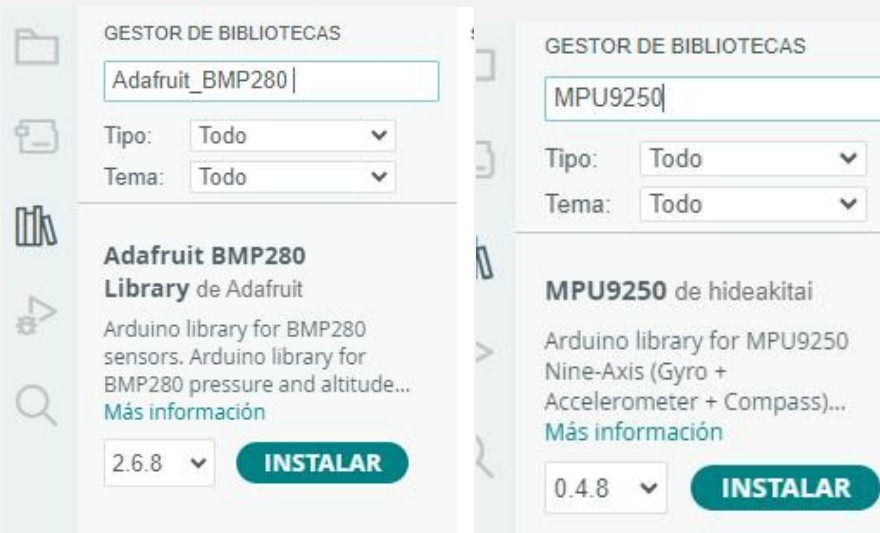 GESTOR DE BIBLIOTECAS
Adafruit_BMP280
Tipo: Todo
Tema: Todo
Adafruit BMP280
Library de Adafruit
Arduino library for BMP280
sensors. Arduino library for
BMP280 pressure and altitude...
Más información
2.6.8 INSTALAR
GESTOR DE BIBLIOTECAS
MPU9250
Tipo: Todo
Tema: Todo
MPU9250 de hideakitai
Arduino library for MPU9250
Nine-Axis (Gyro +
Accelerometer + Compass)...
Más información
0.4.8 INSTALAR